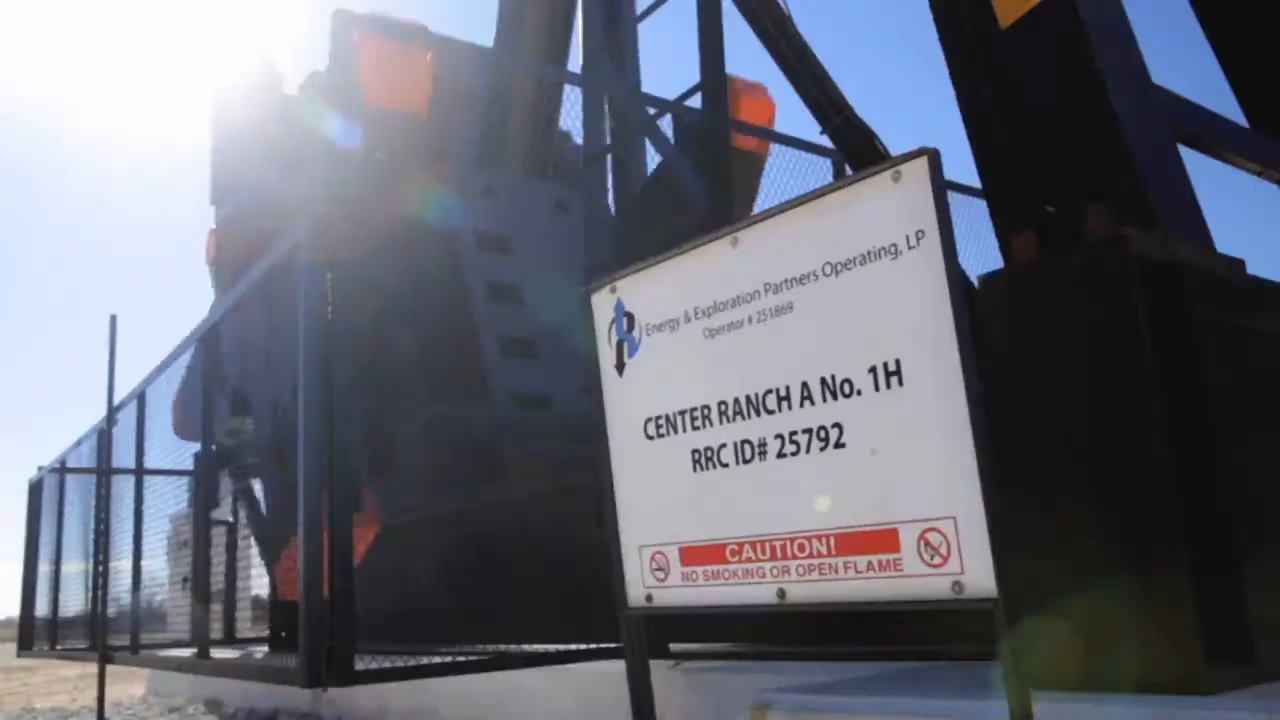 Energy & Exploration Partners Operating, LP
Operator # 251869
CENTER RANCH A No. 1H
RRC ID# 25792
CAUTION!
NO SMOKING OR OPEN FLAME